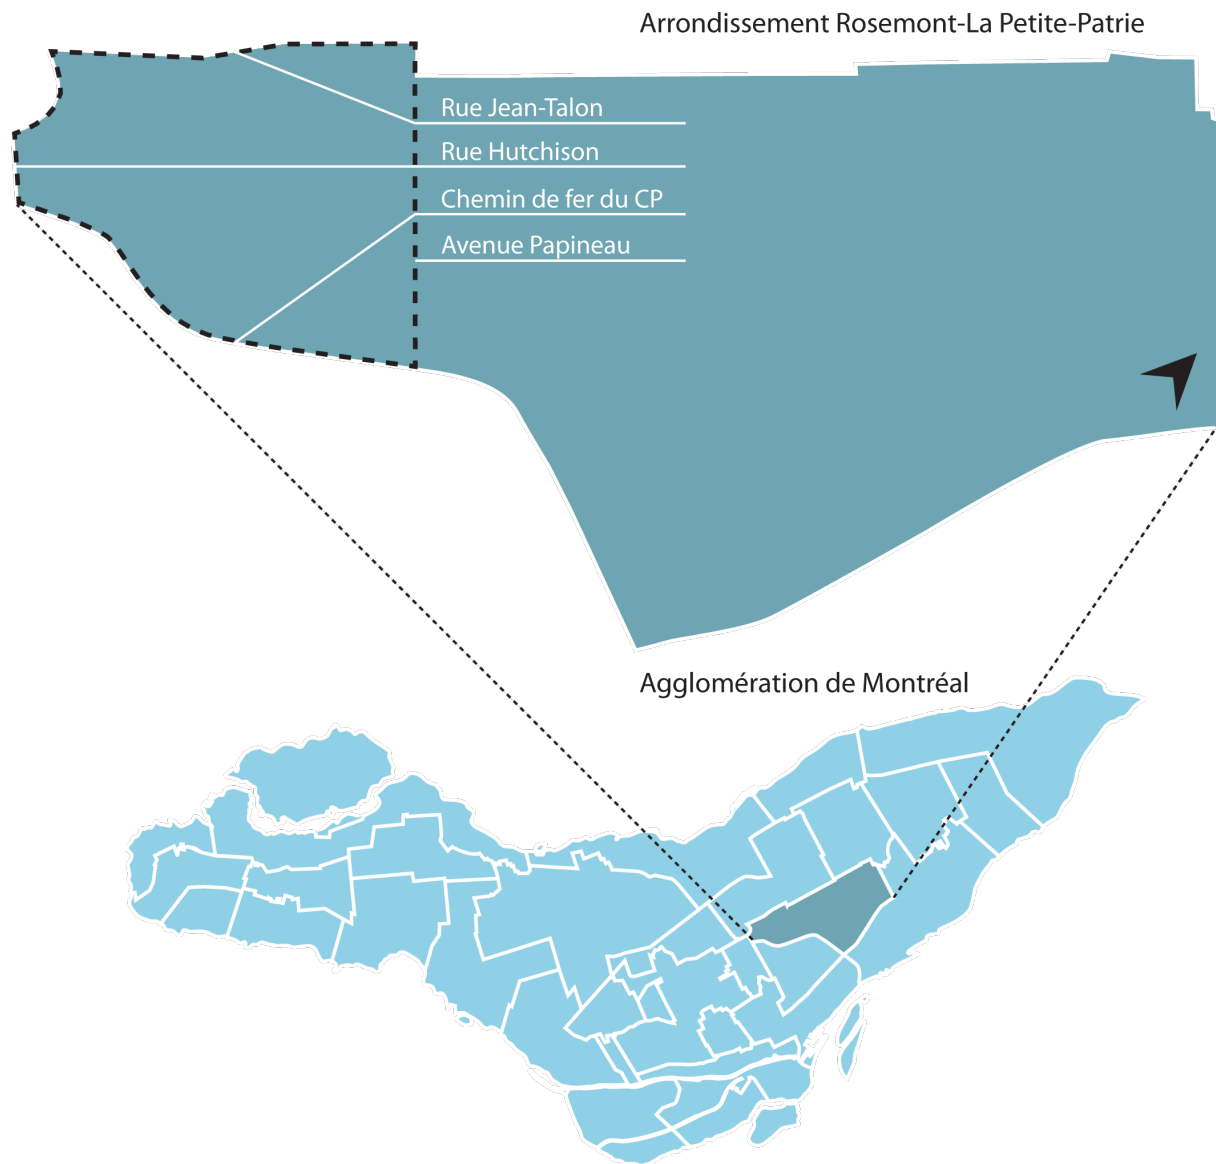 Arrondissement Rosemont-La Petite-Patrie
Rue Jean-Talon
Rue Hutchison
Chemin de fer du CP
Avenue Papineau
Agglomération de Montréal